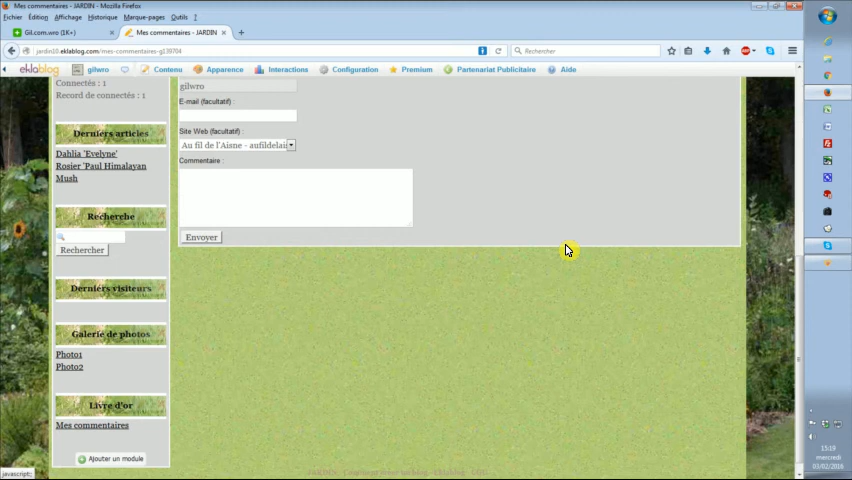 Mes commentaires - JARDIN - Mozilla Firefox
Fichier Édition Affichage Historique Marque-pages Outils ?
Gil.com.wro (1K+)
Mes commentaires - JARDIN
jardin10.eklablog.com/mes-commentaires-g139704
Rechercher
ABP
eklablog gilwro Contenu Apparence Interactions Configuration Premium Partenariat Publicitaire Aide
Connectés : 1
Record de connectés : 1
Derniers articles
Dahlia 'Evelyne'
Rosier 'Paul Himalayan
Mush
Recherche
Rechercher
Derniers visiteurs
Galerie de photos
Photo1
Photo2
Livre d'or
Mes commentaires
Ajouter un module
gilwro
E-mail (facultatif) :
Site Web (facultatif) :
Au fil de l'Aisne - aufildelais
Commentaire :
Envoyer
javascript:;
15:19
mercredi
03/02/2016